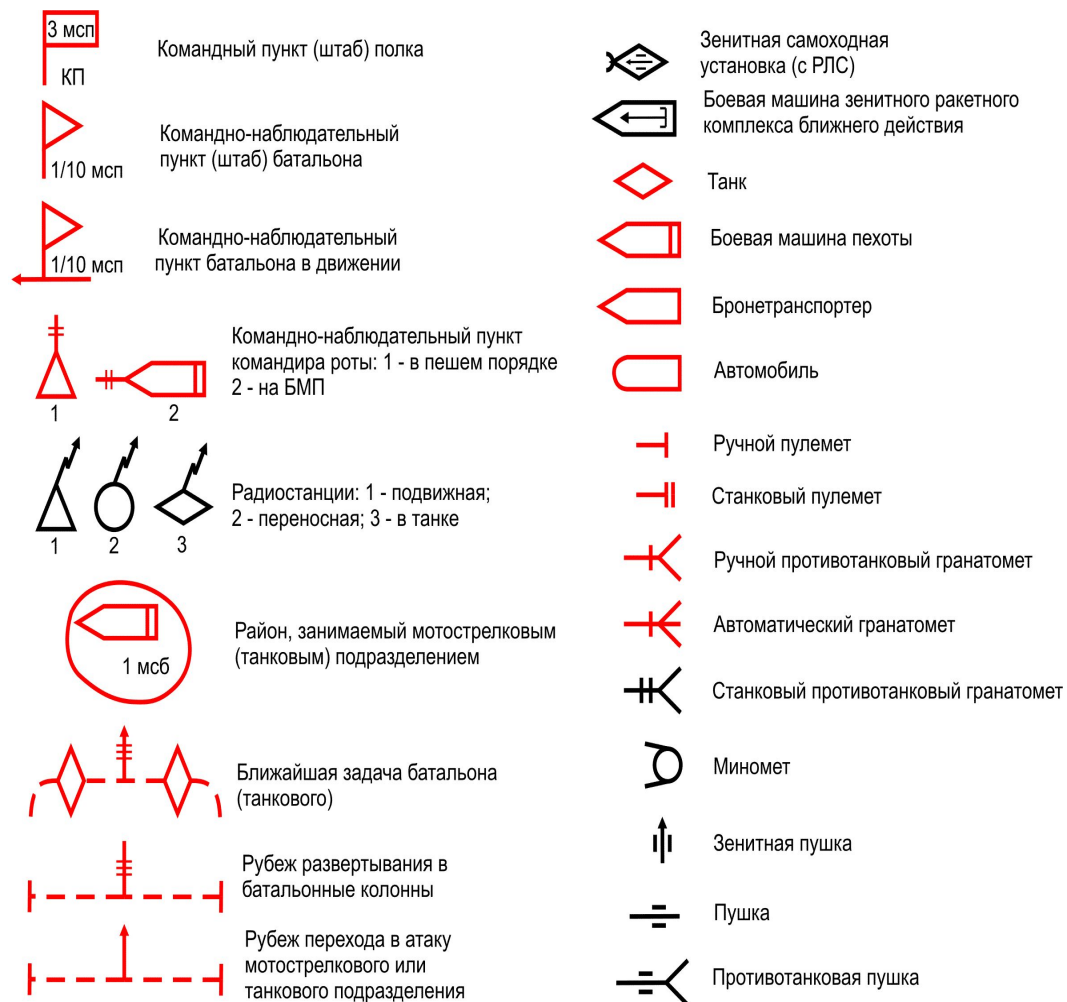 3 мсп
КП
Командный пункт (штаб) полка
1/10 мсп
Командно-наблюдательный
пункт (штаб) батальона
1/10 мсп
Командно-наблюдательный
пункт батальона в движении
1
2
Командно-наблюдательный пункт
командира роты: 1 - в пешем порядке
2 - на БМП
1
2
3
Радиостанции: 1 - подвижная;
2 - переносная; 3 - в танке
1 мсб
Район, занимаемый мотострелковым
(танковым) подразделением
Ближайшая задача батальона
(танкового)
Рубеж развертывания в
батальонные колонны
Рубеж перехода в атаку
мотострелкового или
танкового подразделения
Зенитная самоходная
установка (с РЛС)
Боевая машина зенитного ракетного
комплекса ближнего действия
Танк
Боевая машина пехоты
Бронетранспортер
Автомобиль
Ручной пулемет
Станковый пулемет
Ручной противотанковый гранатомет
Автоматический гранатомет
Станковый противотанковый гранатомет
Миномет
Зенитная пушка
Пушка
Противотанковая пушка